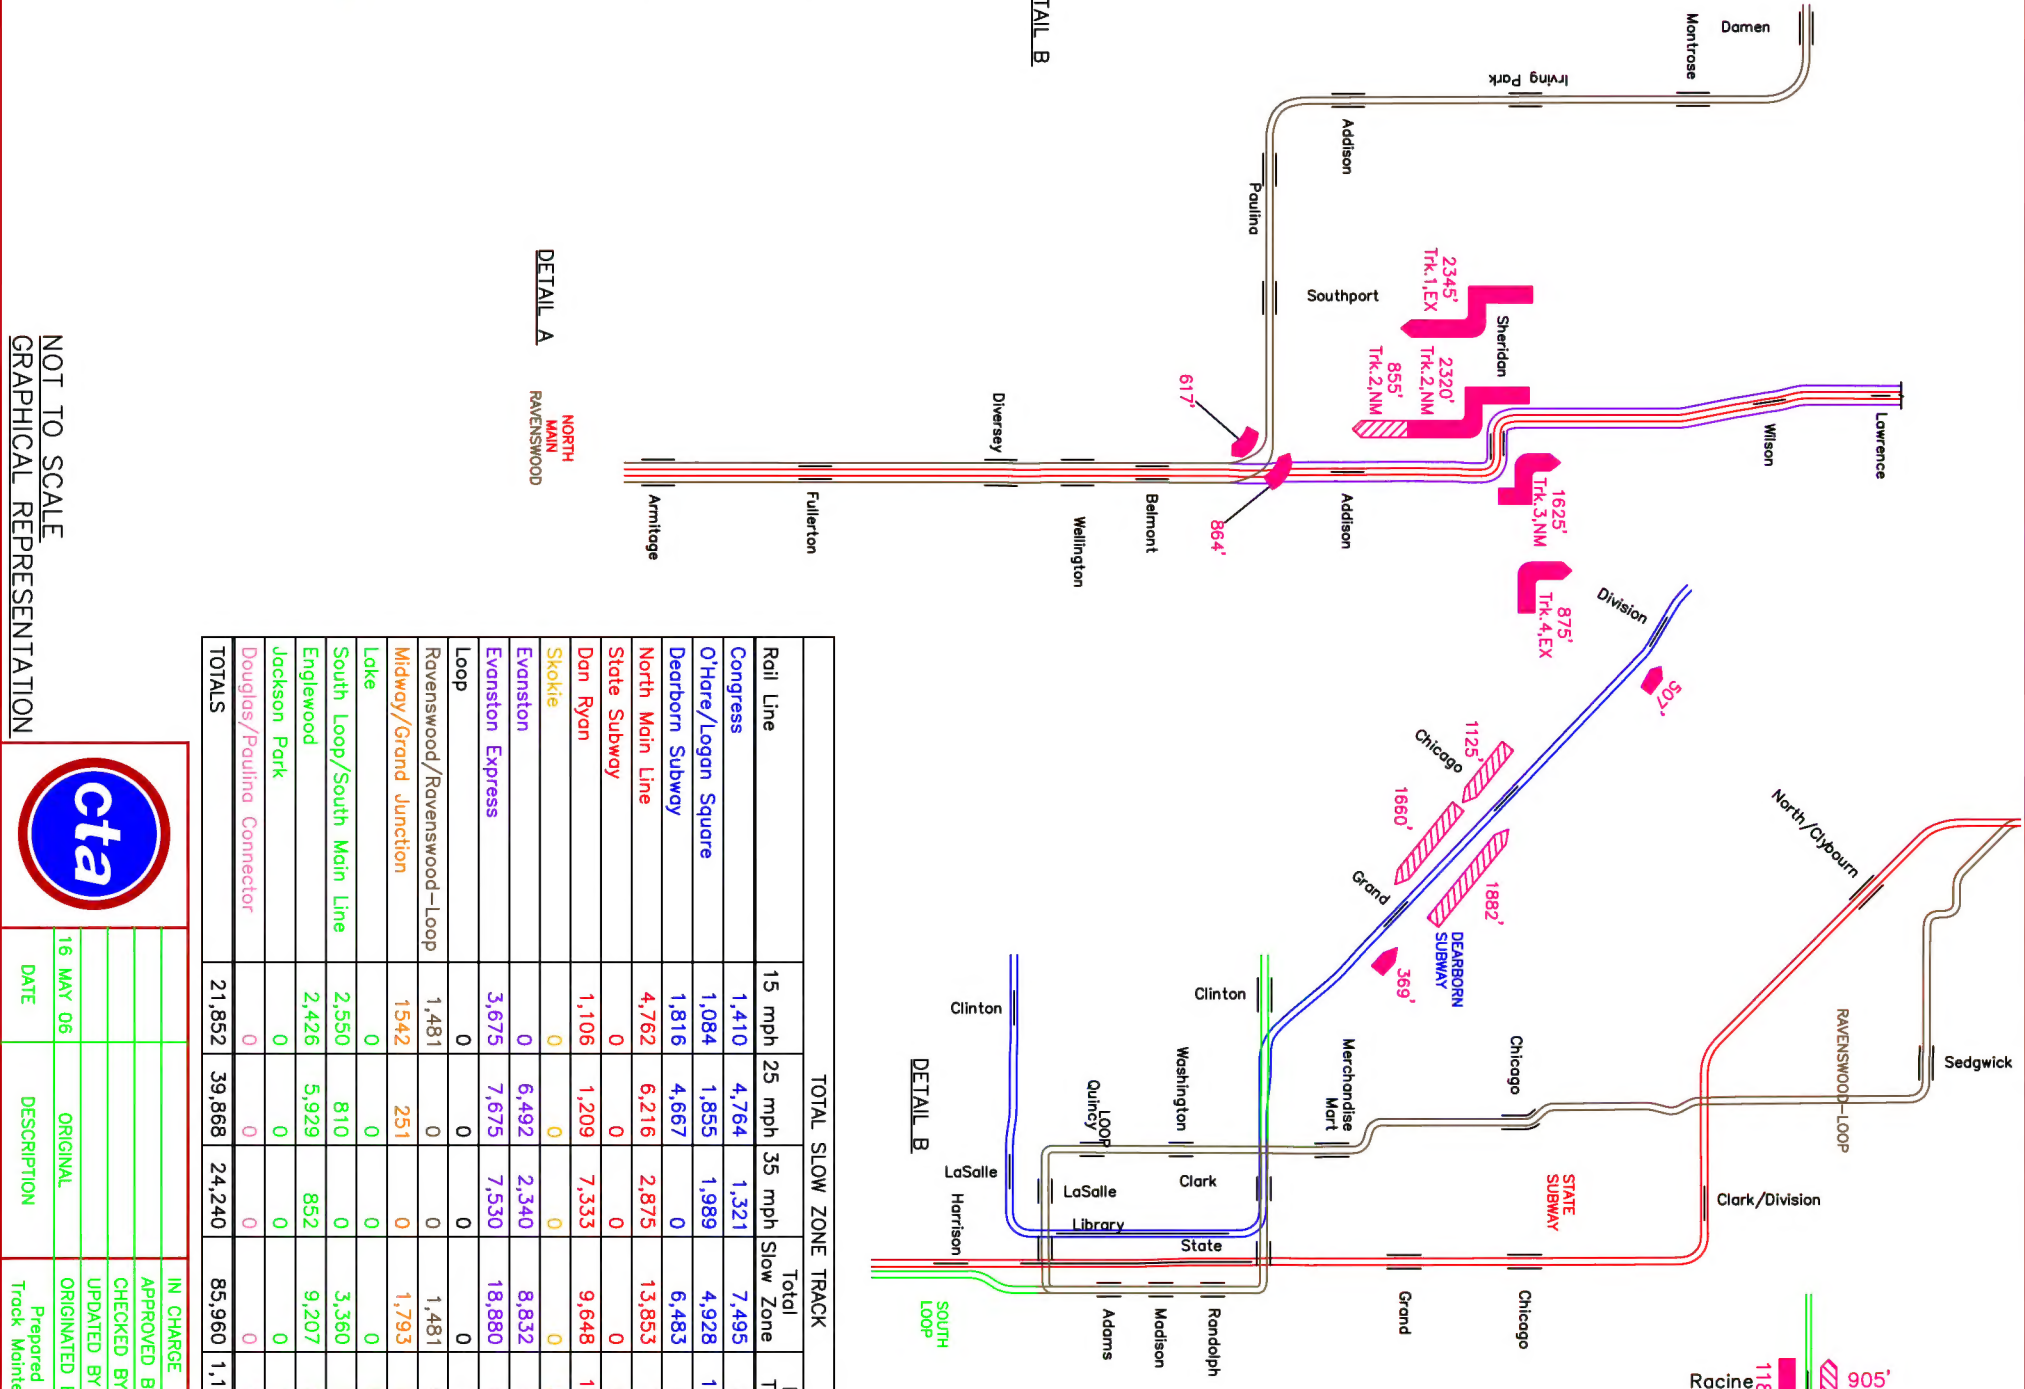 TAIL B
Damen
Montrose
Irving Park
Addison
Paulina
Southport
2345'
Trk.1,EX
Sheridan
2320'
Trk.2,NM
855'
Trk.2,NM
617'
864'
Lawrence
Wilson
1625'
Trk.3,NM
875'
Trk.4,EX
Addison
Belmont
Wellington
Diversey
Fullerton
Armitage
NORTH
MAIN
RAVENSWOOD
DETAIL A
Division
507'
Chicago
1125'
1660'
1882'
Grand
369'
DEARBORN
SUBWAY
North/Clybourn
RAVENSWOOD-LOOP
Sedgwick
Clark/Division
STATE
SUBWAY
Chicago
Merchandise
Mart
Clinton
Clinton
Washington
Quincy
LOOP
Clark
LaSalle
LaSalle
Library
State
Harrison
Grand
Chicago
Randolph
Madison
Adams
SOUTH
LOOP
DETAIL B
Racine
118
905'
TOTAL SLOW ZONE TRACK
Rail Line 15 mph 25 mph 35 mph Total Slow Zone
Congress 1,410 4,764 1,321 7,495
O'Hare/Logan Square 1,084 1,855 1,989 4,928 1
Dearborn Subway 1,816 4,667 0 6,483
North Main Line 4,762 6,216 2,875 13,853
State Subway 0 0 0 0
Dan Ryan 1,106 1,209 7,333 9,648 1
Skokie 0 0 0 0
Evanston 0 6,492 2,340 8,832
Evanston Express 3,675 7,675 7,530 18,880
Loop 0 0 0 0
Ravenswood/Ravenswood-Loop 1,481 0 0 1,481
Midway/Grand Junction 1542 251 0 1,793
Lake 0 0 0 0
South Loop/South Main Line 2,550 810 0 3,360
Englewood 2,426 5,929 852 9,207
Jackson Park 0 0 0 0
Douglas/Paulina Connector 0 0 0 0
TOTALS 21,852 39,868 24,240 85,960 1,1
NOT TO SCALE
GRAPHICAL REPRESENTATION
cta
16 MAY 06 ORIGINAL
DATE DESCRIPTION
IN CHARGE
APPROVED B
CHECKED BY
UPDATED BY
ORIGINATED
Prepared
Track Mainte